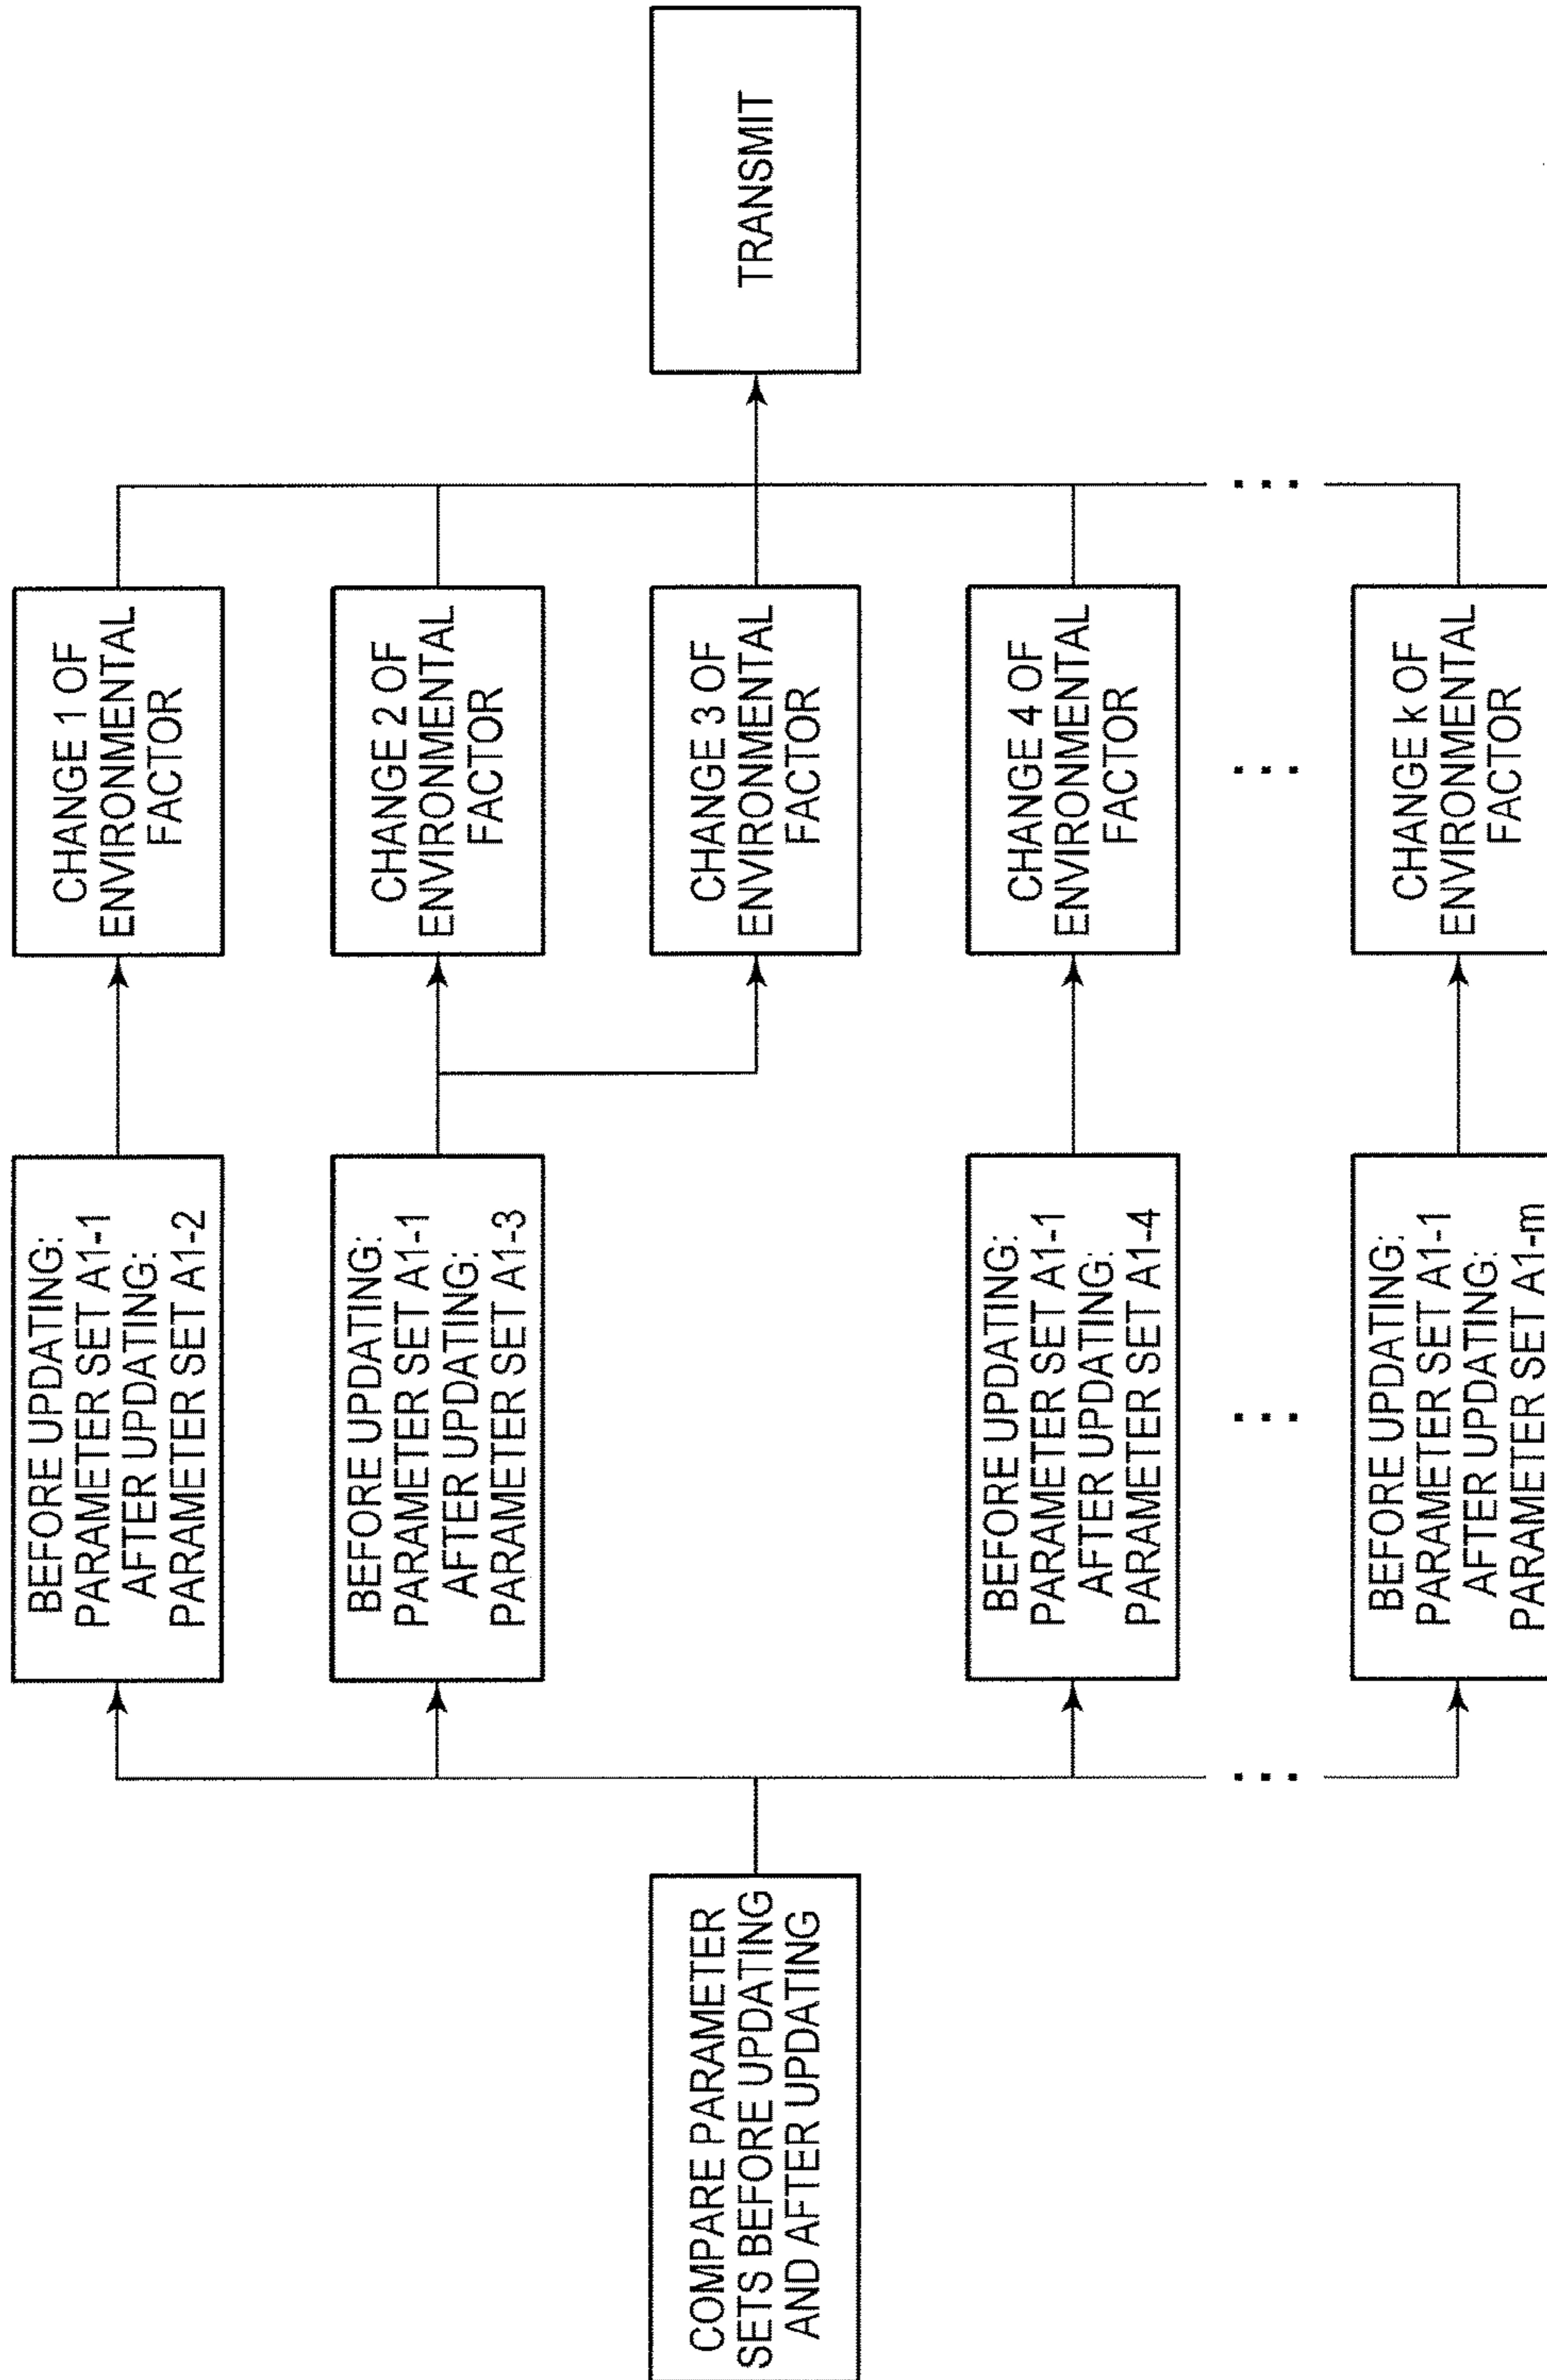 COMPARE PARAMETER
SETS BEFORE UPDATING
AND AFTER UPDATING
BEFORE UPDATING:
PARAMETER SET A1-1
AFTER UPDATING:
PARAMETER SET A1-2
BEFORE UPDATING:
PARAMETER SET A1-1
AFTER UPDATING:
PARAMETER SET A1-3
BEFORE UPDATING:
PARAMETER SET A1-1
AFTER UPDATING:
PARAMETER SET A1-4
...
BEFORE UPDATING:
PARAMETER SET A1-1
AFTER UPDATING:
PARAMETER SET A1-m
CHANGE 1 OF
ENVIRONMENTAL
FACTOR
CHANGE 2 OF
ENVIRONMENTAL
FACTOR
CHANGE 3 OF
ENVIRONMENTAL
FACTOR
CHANGE 4 OF
ENVIRONMENTAL
FACTOR
...
CHANGE k OF
ENVIRONMENTAL
FACTOR
TRANSMIT